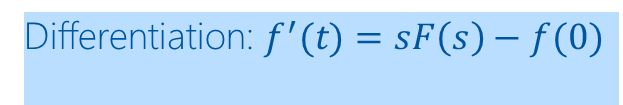 Differentiation: f'(t) = sF(s) − f(0)